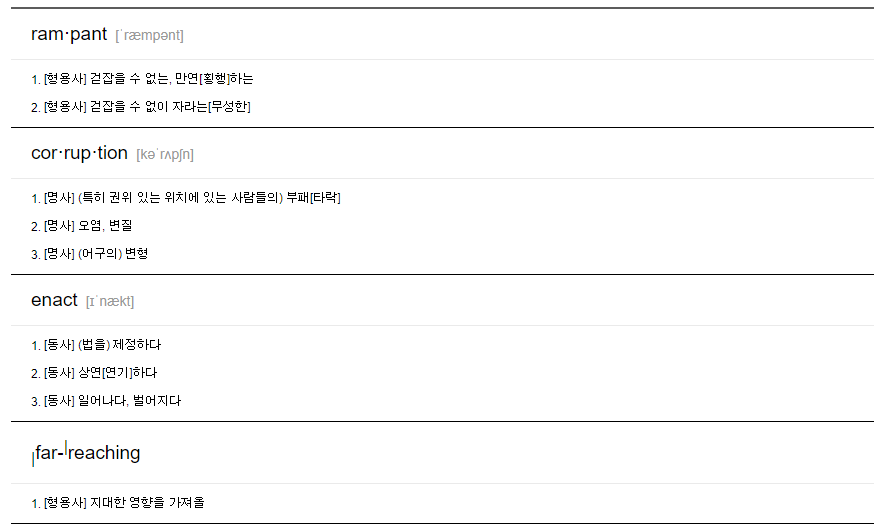 ram·pant [ˈræmpənt]
1. [형용사] 걷잡을 수 없는, 만연[횡행]하는
2. [형용사] 걷잡을 수 없이 자라는[무성한]
cor·rup·tion [kəˈrʌpʃn]
1. [명사] (특히 권위 있는 위치에 있는 사람들의) 부패[타락]
2. [명사] 오염, 변질
3. [명사] (어구의) 변형
enact [ɪˈnækt]
1. [동사] (법을) 제정하다
2. [동사] 상연[연기]하다
3. [동사] 일어나다, 벌어지다
ˌfar-ˈreaching
1. [형용사] 지대한 영향을 가져올